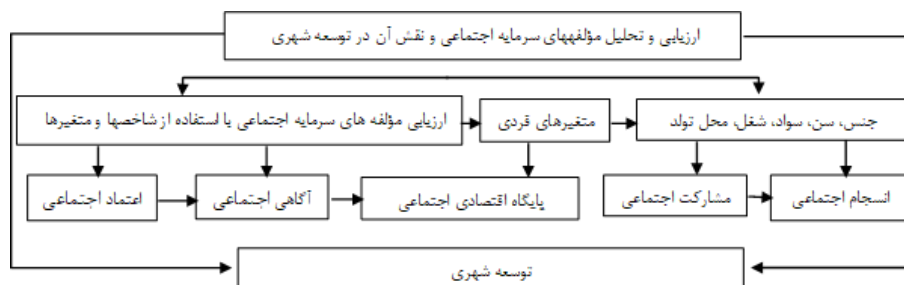 ارزیابی و تحلیل مؤلفههای سرمایه اجتماعی و نقش آن در توسعه شهری
جنس، سن، سواد، شغل، محل تولد
متغیرهای فردی
ارزیابی مؤلفه های سرمایه اجتماعی با استفاده از شاخصها و متغیرها
انسجام اجتماعی
مشارکت اجتماعی
پایگاه اقتصادی اجتماعی
آگاهی اجتماعی
اعتماد اجتماعی
توسعه شهری